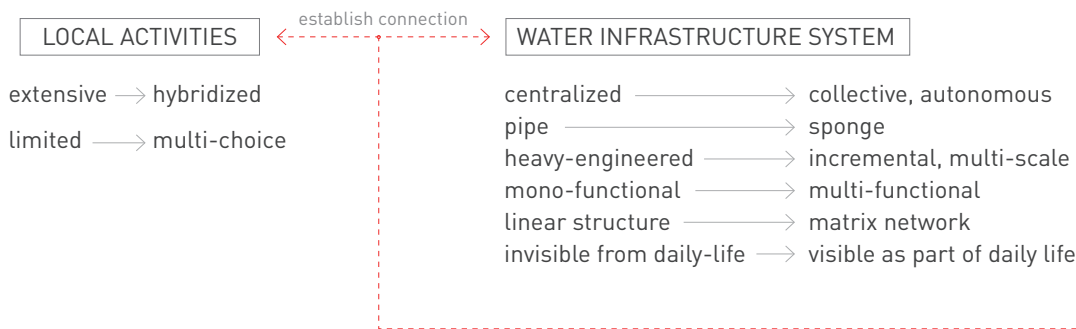 establish connection
LOCAL ACTIVITIES
WATER INFRASTRUCTURE SYSTEM
extensive → hybridized
limited → multi-choice
centralized → collective, autonomous
pipe → sponge
heavy-engineered → incremental, multi-scale
mono-functional → multi-functional
linear structure → matrix network
invisible from daily-life → visible as part of daily life